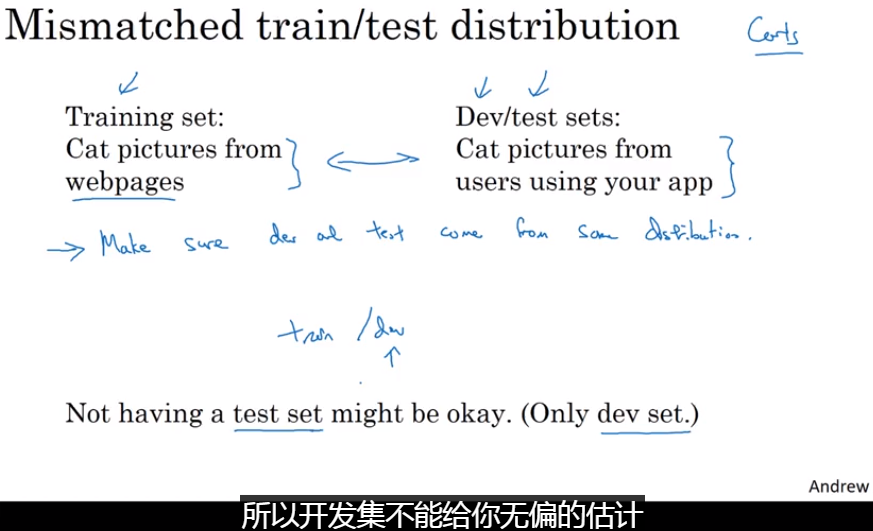 Mismatched train/test distribution
Training set:
Cat pictures from
webpages
Dev/test sets:
Cat pictures from
users using your app
→ Make sure dev test come from same distribution.
train /dev
↑
Not having a test set might be okay. (Only dev set.)
Andrew
所以开发集不能给你无偏的估计